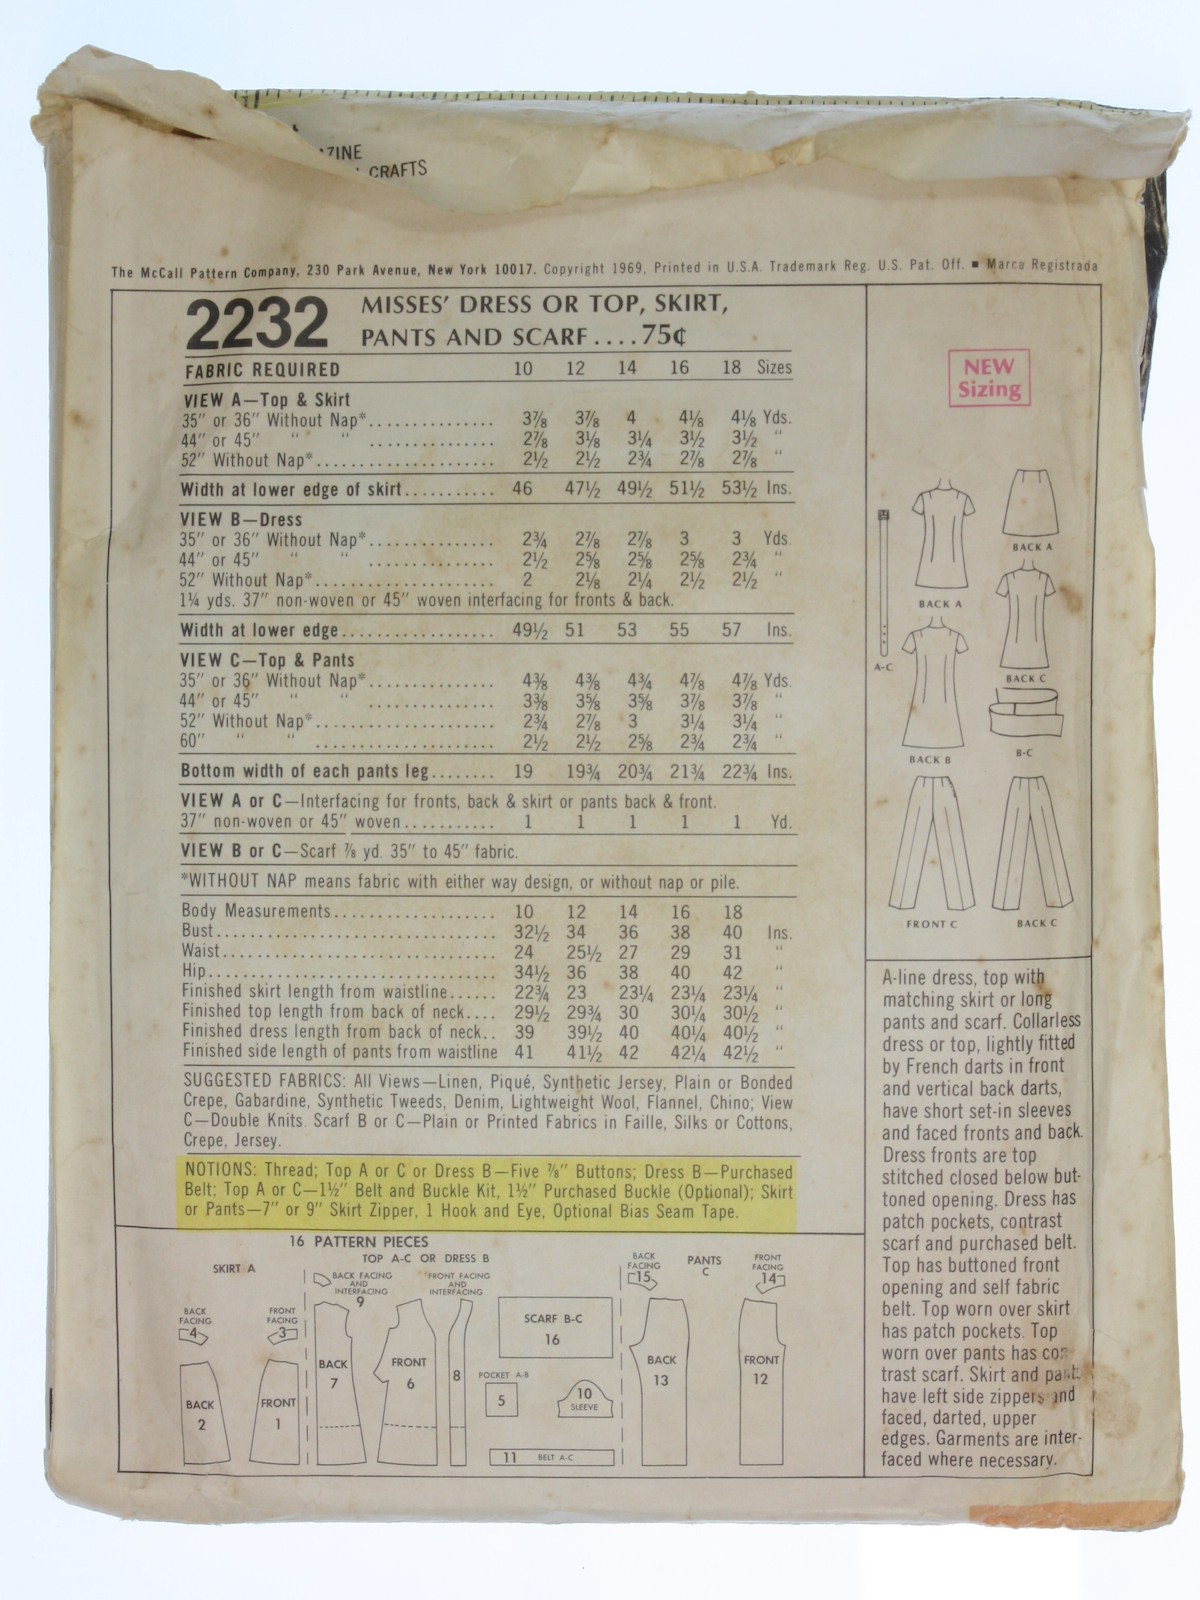 AZINE
CRAFTS
The McCall Pattern Company, 230 Park Avenue, New York 10017. Copyright 1969, Printed in U.S.A. Trademark Reg. U.S. Pat. Off. ■ Marca Registrada
2232 MISSES' DRESS OR TOP, SKIRT,
PANTS AND SCARF....75¢
FABRIC REQUIRED 10 12 14 16 18 Sizes
VIEW A—Top & Skirt
35" or 36" Without Nap*............... 3⅞ 3⅞ 4 4⅛ 4⅛ Yds.
44" or 45" " " ............... 2⅞ 3⅛ 3¼ 3½ 3½ "
52" Without Nap*...................... 2½ 2½ 2¾ 2⅞ 2⅞ "
Width at lower edge of skirt........... 46 47½ 49½ 51½ 53½ Ins.
VIEW B—Dress
35" or 36" Without Nap*............... 2¾ 2⅞ 2⅞ 3 3 Yds.
44" or 45" " " ............... 2½ 2⅝ 2⅝ 2⅝ 2¾ "
52" Without Nap*...................... 2 2⅛ 2¼ 2½ 2½ "
1¼ yds. 37" non-woven or 45" woven interfacing for fronts & back.
Width at lower edge.................. 49½ 51 53 55 57 Ins.
VIEW C—Top & Pants
35" or 36" Without Nap*............... 4⅜ 4⅜ 4¾ 4⅞ 4⅞ Yds.
44" or 45" " " ............... 3⅜ 3⅝ 3⅝ 3⅞ 3⅞ "
52" Without Nap*...................... 2¾ 2⅞ 3 3¼ 3¼ "
60" " " ...................... 2½ 2½ 2⅝ 2¾ 2¾ "
Bottom width of each pants leg........ 19 19¾ 20¾ 21¾ 22¾ Ins.
VIEW A or C—Interfacing for fronts, back & skirt or pants back & front.
37" non-woven or 45" woven........... 1 1 1 1 1 Yd.
VIEW B or C—Scarf ⅞ yd. 35" to 45" fabric.
*WITHOUT NAP means fabric with either way design, or without nap or pile.
Body Measurements................... 10 12 14 16 18
Bust................................ 32½ 34 36 38 40 Ins.
Waist............................... 24 25½ 27 29 31 "
Hip................................. 34½ 36 38 40 42 "
Finished skirt length from waistline...... 22¾ 23 23¼ 23¼ 23¼ "
Finished top length from back of neck.... 29½ 29¾ 30 30¼ 30½ "
Finished dress length from back of neck.. 39 39½ 40 40¼ 40½ "
Finished side length of pants from waistline 41 41½ 42 42¼ 42½ "
SUGGESTED FABRICS: All Views—Linen, Piqué, Synthetic Jersey, Plain or Bonded
Crepe, Gabardine, Synthetic Tweeds, Denim, Lightweight Wool, Flannel, Chino; View
C—Double Knits. Scarf B or C—Plain or Printed Fabrics in Faille, Silks or Cottons,
Crepe, Jersey.
NOTIONS: Thread; Top A or C or Dress B—Five ⅞" Buttons; Dress B—Purchased
Belt; Top A or C—1½" Belt and Buckle Kit, 1½" Purchased Buckle (Optional); Skirt
or Pants—7" or 9" Skirt Zipper, 1 Hook and Eye, Optional Bias Seam Tape.
16 PATTERN PIECES
SKIRT A
BACK FACING 4
FRONT FACING 3
BACK 2
FRONT 1
TOP A-C OR DRESS B
BACK FACING AND INTERFACING 9
FRONT FACING AND INTERFACING
BACK 7
FRONT 6
8
SCARF B-C 16
POCKET A-B 5
10 SLEEVE
11 BELT A-C
PANTS C
BACK FACING 15
FRONT FACING 14
BACK 13
FRONT 12
NEW
Sizing
BACK A
BACK A
A-C
BACK C
BACK B
B-C
FRONT C
BACK C
A-line dress, top with
matching skirt or long
pants and scarf. Collarless
dress or top, lightly fitted
by French darts in front
and vertical back darts,
have short set-in sleeves
and faced fronts and back.
Dress fronts are top
stitched closed below but-
toned opening. Dress has
patch pockets, contrast
scarf and purchased belt.
Top has buttoned front
opening and self fabric
belt. Top worn over skirt
has patch pockets. Top
worn over pants has con-
trast scarf. Skirt and pants
have left side zippers and
faced, darted, upper
edges. Garments are inter-
faced where necessary.